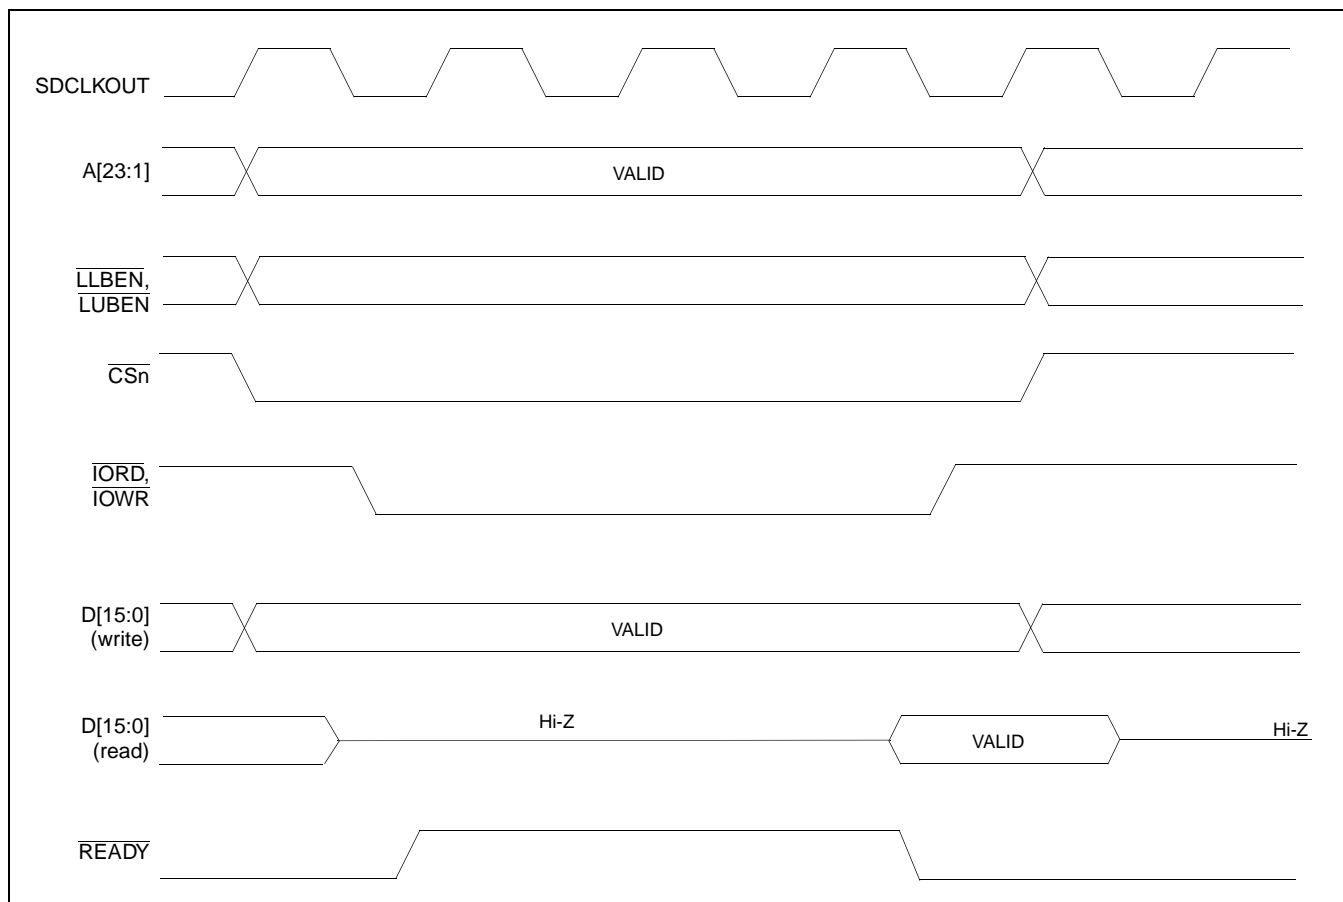 SDCLKOUT
A[23:1]
VALID
LLBEN,
LUBEN
CSn
IORD,
IOWR
D[15:0]
(write)
VALID
D[15:0]
(read)
Hi-Z
VALID
Hi-Z
READY